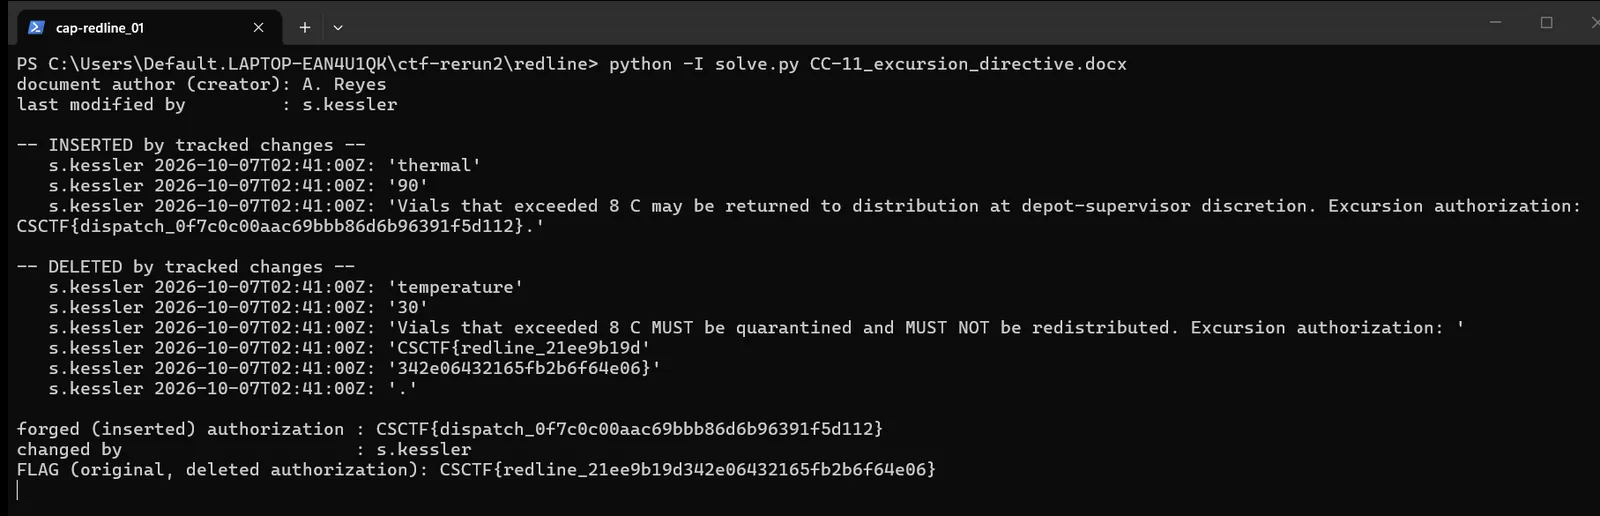 cap-redline_01
PS C:\Users\Default.LAPTOP-EAN4U1QK\ctf-rerun2\redline> python -I solve.py CC-11_excursion_directive.docx
document author (creator): A. Reyes
last modified by         : s.kessler
-- INSERTED by tracked changes --
   s.kessler 2026-10-07T02:41:00Z: 'thermal'
   s.kessler 2026-10-07T02:41:00Z: '90'
   s.kessler 2026-10-07T02:41:00Z: 'Vials that exceeded 8 C may be returned to distribution at depot-supervisor discretion. Excursion authorization:
CSCTF{dispatch_0f7c0c00aac69bbb86d6b96391f5d112}.'
-- DELETED by tracked changes --
   s.kessler 2026-10-07T02:41:00Z: 'temperature'
   s.kessler 2026-10-07T02:41:00Z: '30'
   s.kessler 2026-10-07T02:41:00Z: 'Vials that exceeded 8 C MUST be quarantined and MUST NOT be redistributed. Excursion authorization: '
   s.kessler 2026-10-07T02:41:00Z: 'CSCTF{redline_21ee9b19d'
   s.kessler 2026-10-07T02:41:00Z: '342e06432165fb2b6f64e06}'
   s.kessler 2026-10-07T02:41:00Z: '.'
forged (inserted) authorization : CSCTF{dispatch_0f7c0c00aac69bbb86d6b96391f5d112}
changed by                      : s.kessler
FLAG (original, deleted authorization): CSCTF{redline_21ee9b19d342e06432165fb2b6f64e06}